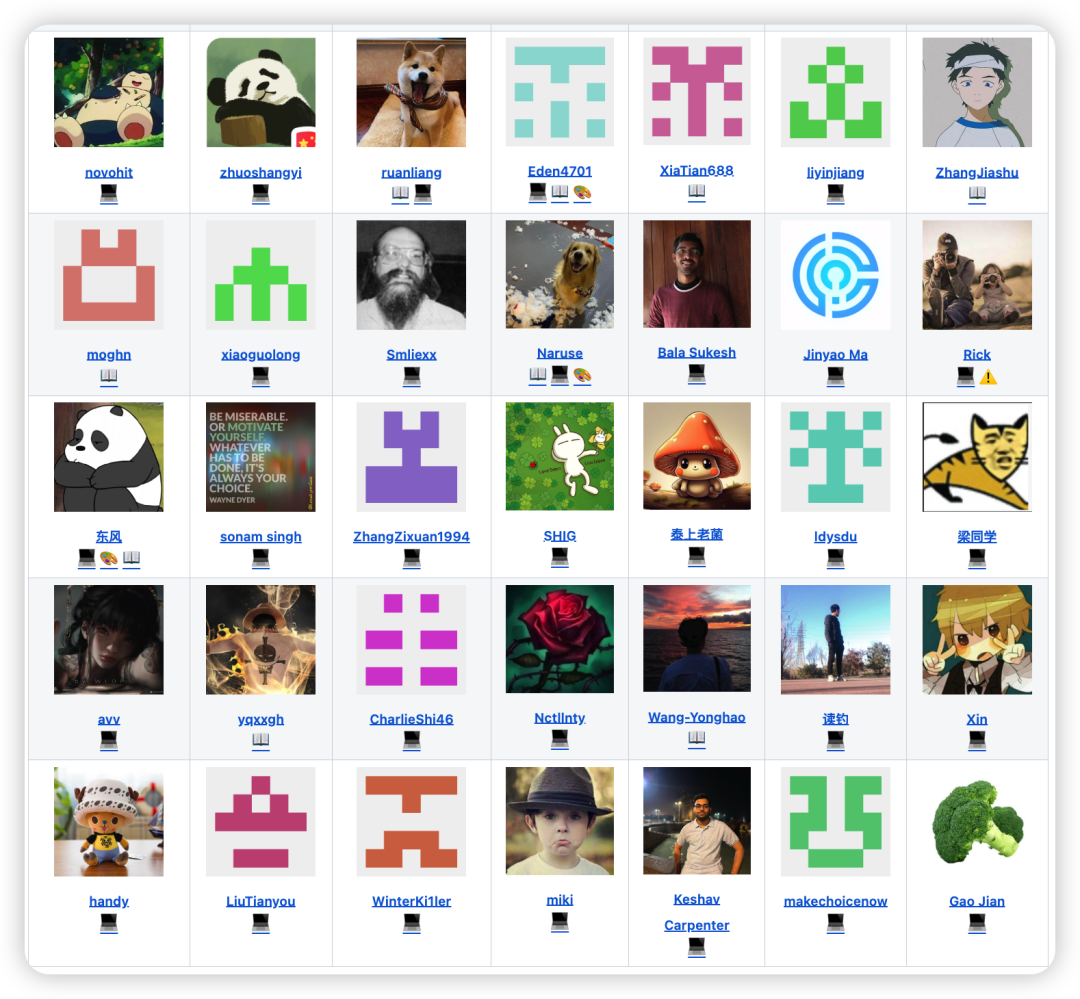 novohit
zhuoshangyi
ruanliang
Eden4701
XiaTian688
liyinjiang
ZhangJiashu
moghn
xiaoguolong
Smliexx
Naruse
Bala Sukesh
Jinyao Ma
Rick
BE MISERABLE.
OR MOTIVATE
YOURSELF.
WHATEVER
HAS TO BE
DONE, IT'S
ALWAYS YOUR
CHOICE.
WAYNE DYER
东风
sonam singh
ZhangZixuan1994
SHIG
泰上老菌
ldysdu
梁同学
avv
yqxxgh
CharlieShi46
Nctllnty
Wang-Yonghao
读钓
Xin
handy
LiuTianyou
WinterKi1ler
miki
Keshav
Carpenter
makechoicenow
Gao Jian